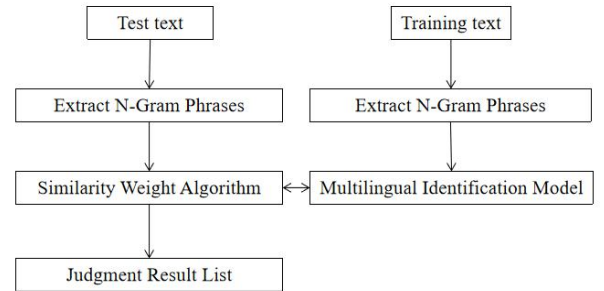 Test text
Training text
Extract N-Gram Phrases
Extract N-Gram Phrases
Similarity Weight Algorithm
Multilingual Identification Model
Judgment Result List